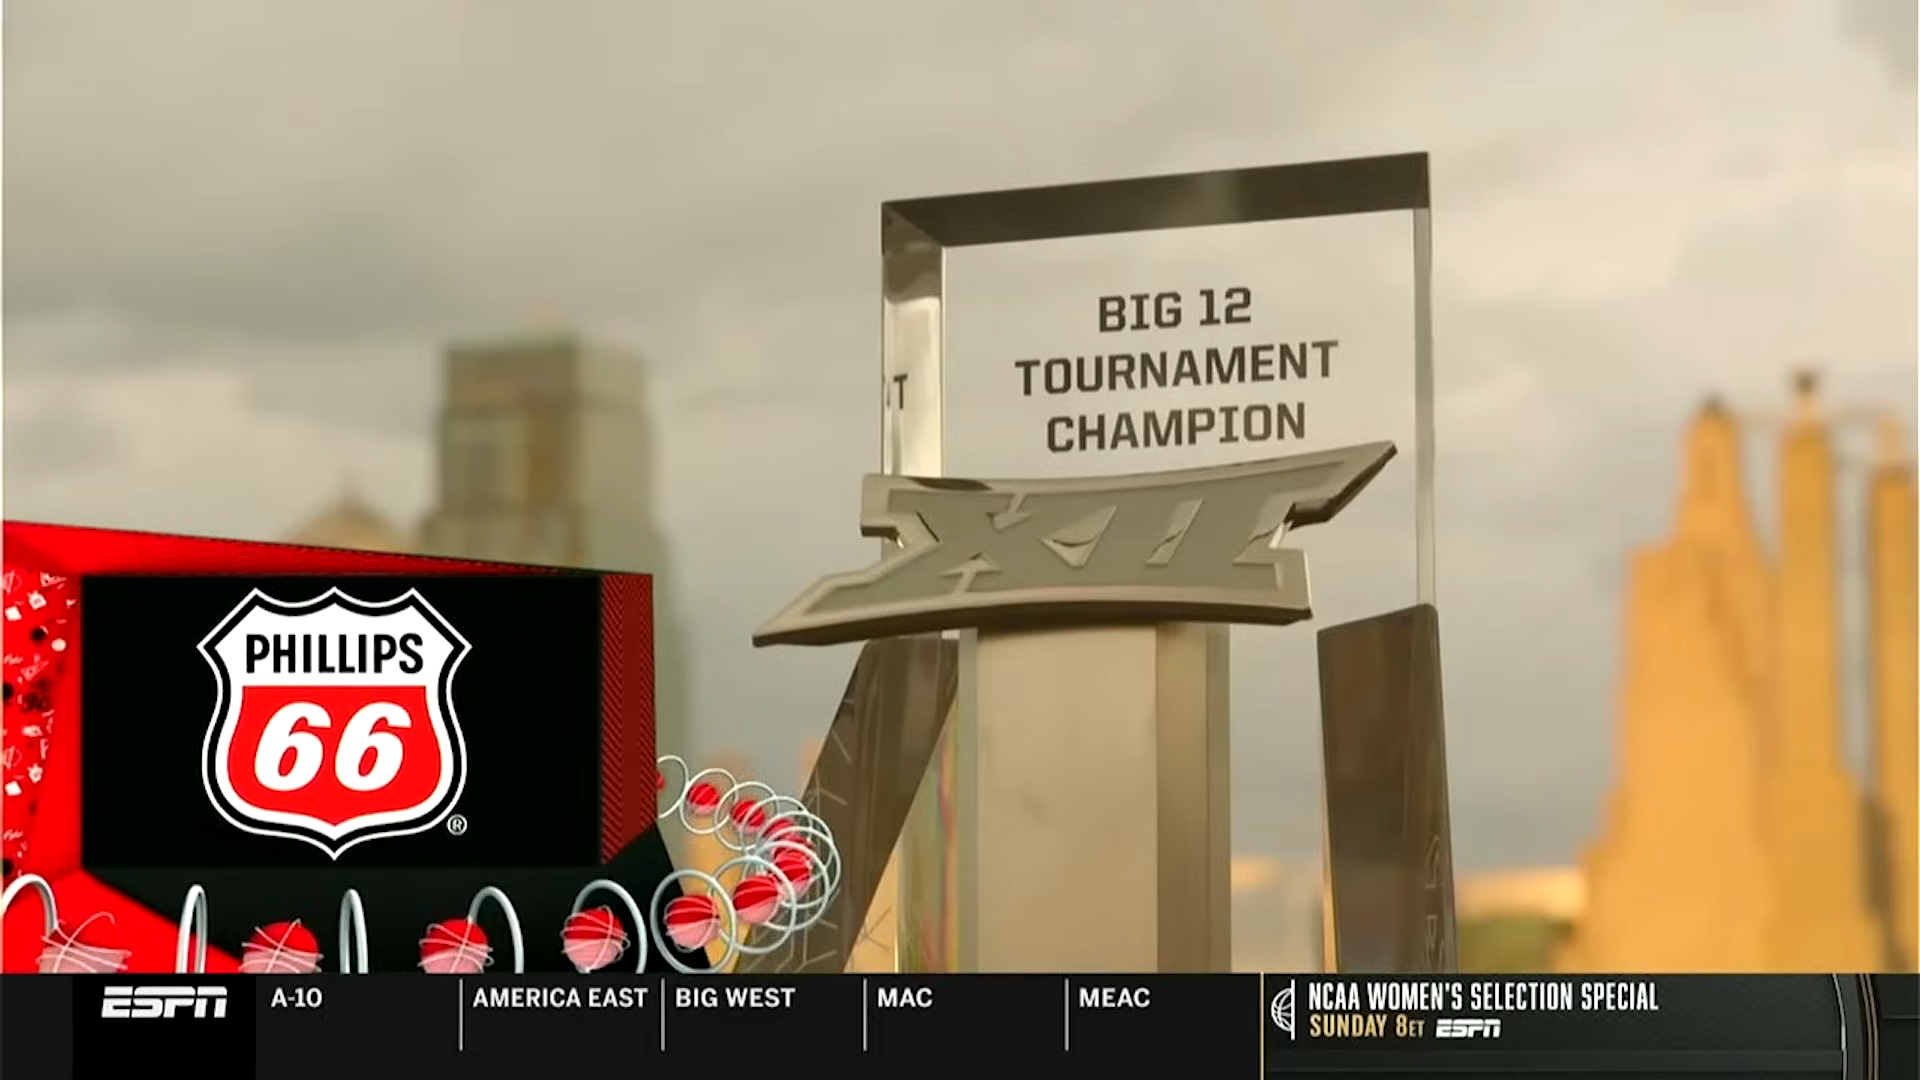 BIG 12
TOURNAMENT
CHAMPION
XII
PHILLIPS
66
®
ESPN
A-10
AMERICA EAST
BIG WEST
MAC
MEAC
NCAA WOMEN'S SELECTION SPECIAL
SUNDAY 8ET ESPN